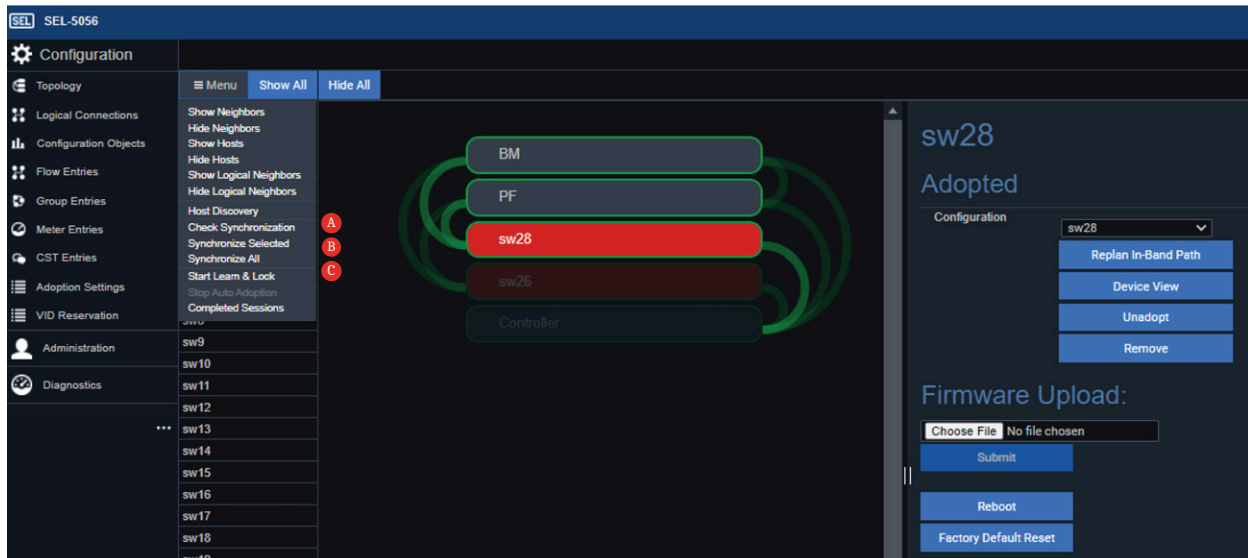 SEL SEL-5056
Configuration
Topology
Logical Connections
Configuration Objects
Flow Entries
Group Entries
Meter Entries
CST Entries
Adoption Settings
VID Reservation
Administration
Diagnostics
...
Menu Show All Hide All
Show Neighbors
Hide Neighbors
Show Hosts
Hide Hosts
Show Logical Neighbors
Hide Logical Neighbors
Host Discovery
Check Synchronization A
Synchronize Selected B
Synchronize All
Start Learn & Lock C
Stop Auto Adoption
Completed Sessions
sw9
sw10
sw11
sw12
sw13
sw14
sw15
sw16
sw17
sw18
BM
PF
sw28
sw26
Controller
sw28
Adopted
Configuration sw28
Replan In-Band Path
Device View
Unadopt
Remove
Firmware Upload:
Choose File No file chosen
Submit
Reboot
Factory Default Reset